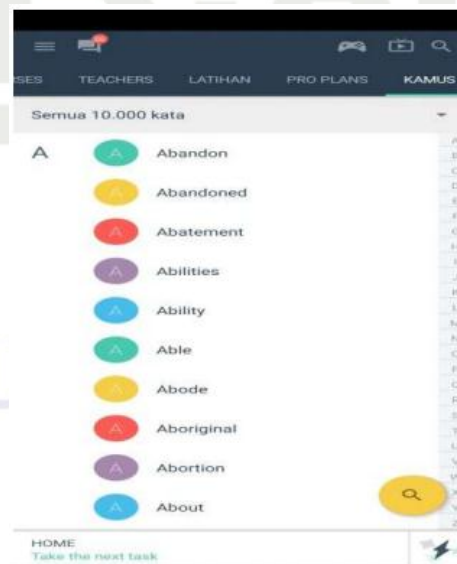 SES TEACHERS LATIHAN PRO PLANS KAMUS
Semua 10.000 kata
A
A Abandon
A Abandoned
A Abatement
A Abilities
A Ability
A Able
A Abode
A Aboriginal
A Abortion
A About
HOME
Take the next task